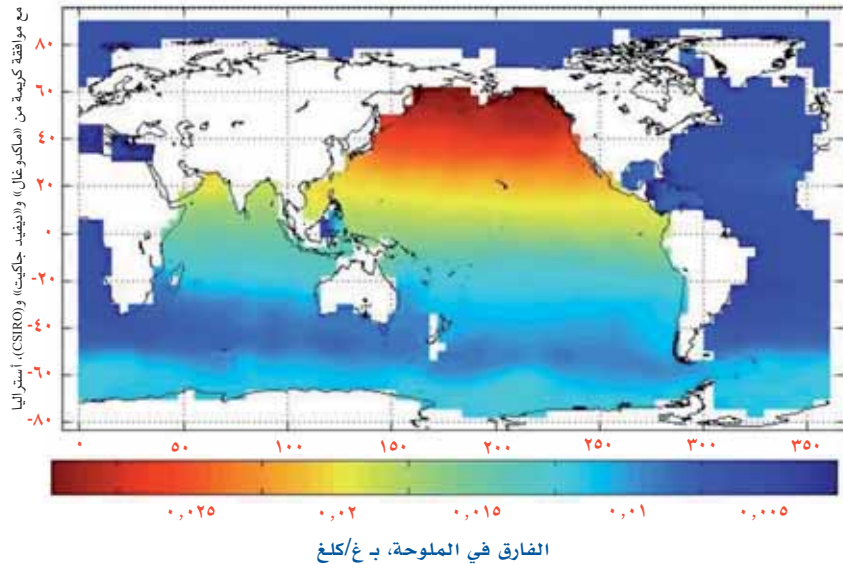 مع موافقة كريمة من «ماكدوغال» و«ديفيد جاكيت» و(CSIRO)، أستراليا
٨٠
٦٠
٤٠
٢٠
٠
-٢٠
-٤٠
-٦٠
-٨٠
٠ ٥٠ ١٠٠ ١٥٠ ٢٠٠ ٢٥٠ ٣٠٠ ٣٥٠
٠,٠٢٥ ٠,٠٢ ٠,٠١٥ ٠,٠١ ٠,٠٠٥
الفارق في الملوحة، بـ غ/كلغ